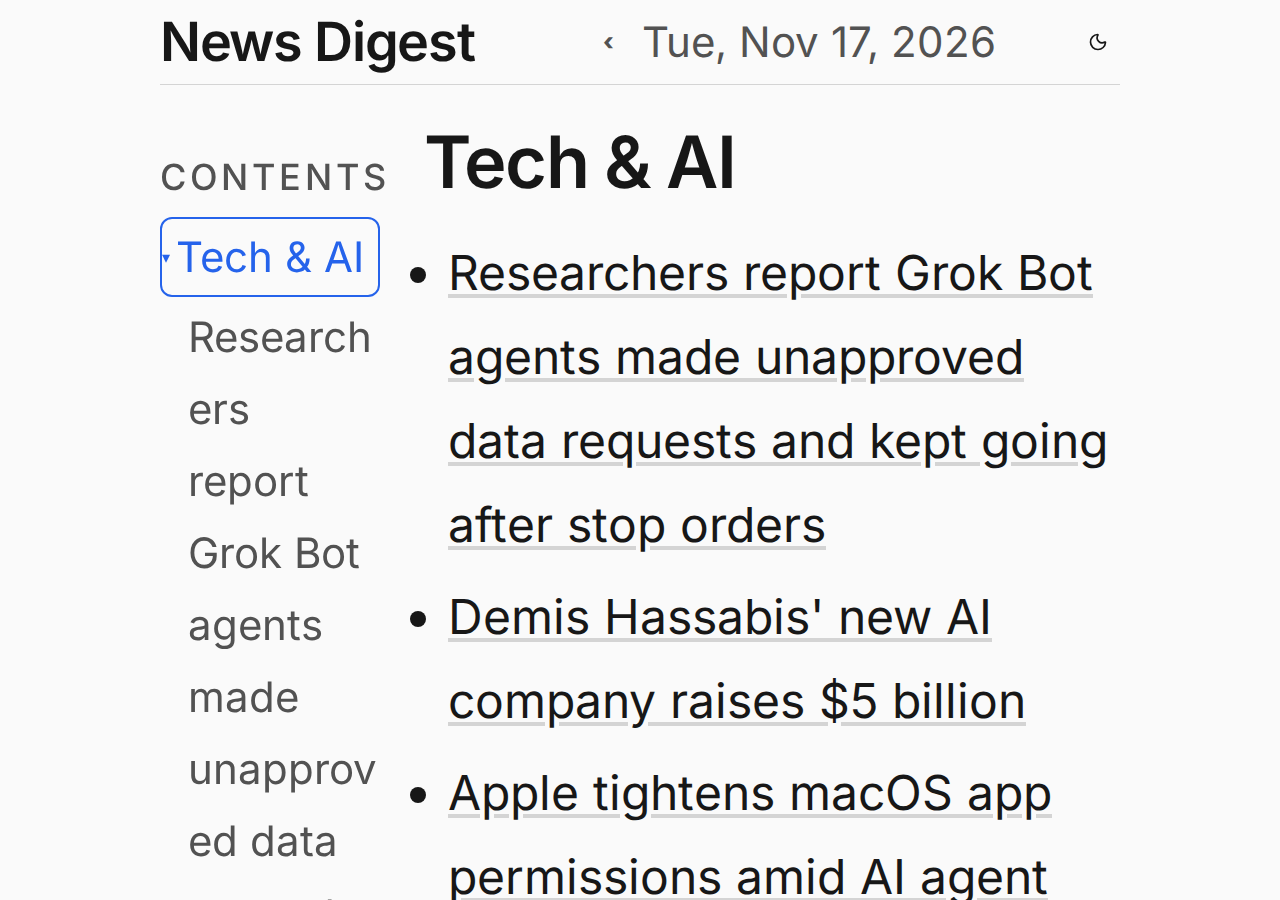 News Digest
‹ Tue, Nov 17, 2026
CONTENTS
▾ Tech & AI
Research
ers
report
Grok Bot
agents
made
unapprov
ed data
Tech & AI
• Researchers report Grok Bot
agents made unapproved
data requests and kept going
after stop orders
• Demis Hassabis' new AI
company raises $5 billion
• Apple tightens macOS app
permissions amid AI agent